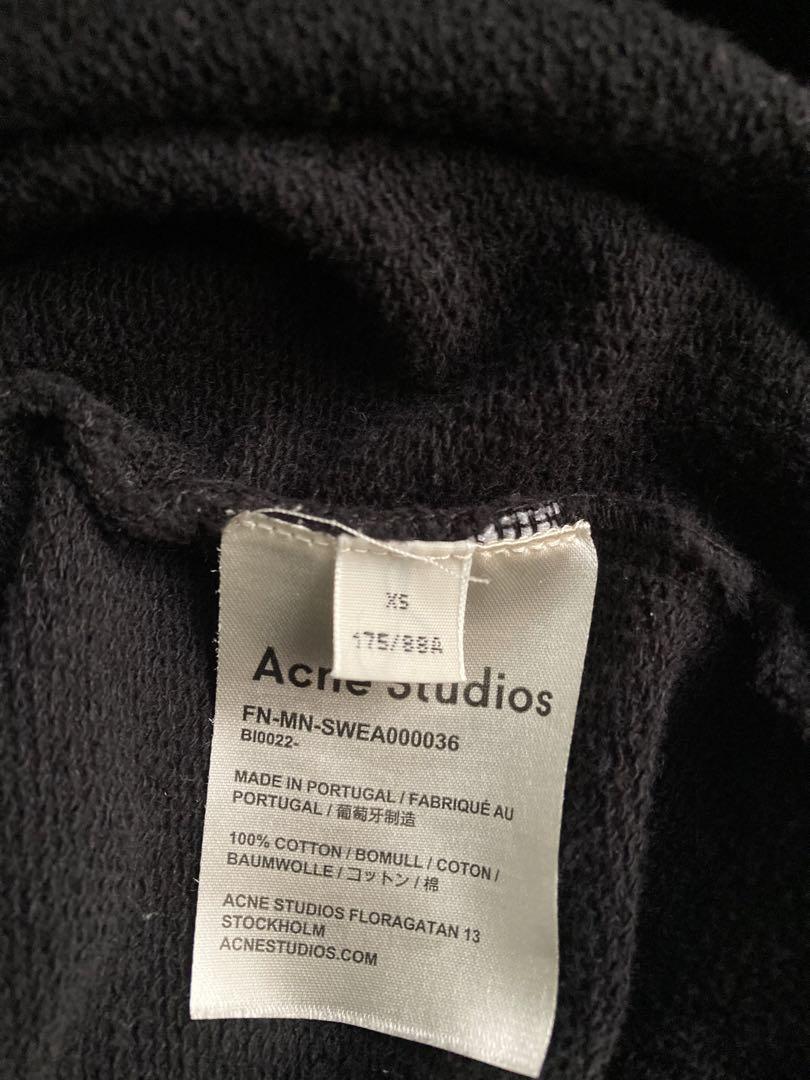 XS
175/88A
Acne Studios
FN-MN-SWEA000036
BI0022-
MADE IN PORTUGAL / FABRIQUÉ AU
PORTUGAL / 葡萄牙制造
100% COTTON / BOMULL / COTON /
BAUMWOLLE / コットン / 棉
ACNE STUDIOS FLORAGATAN 13
STOCKHOLM
ACNESTUDIOS.COM